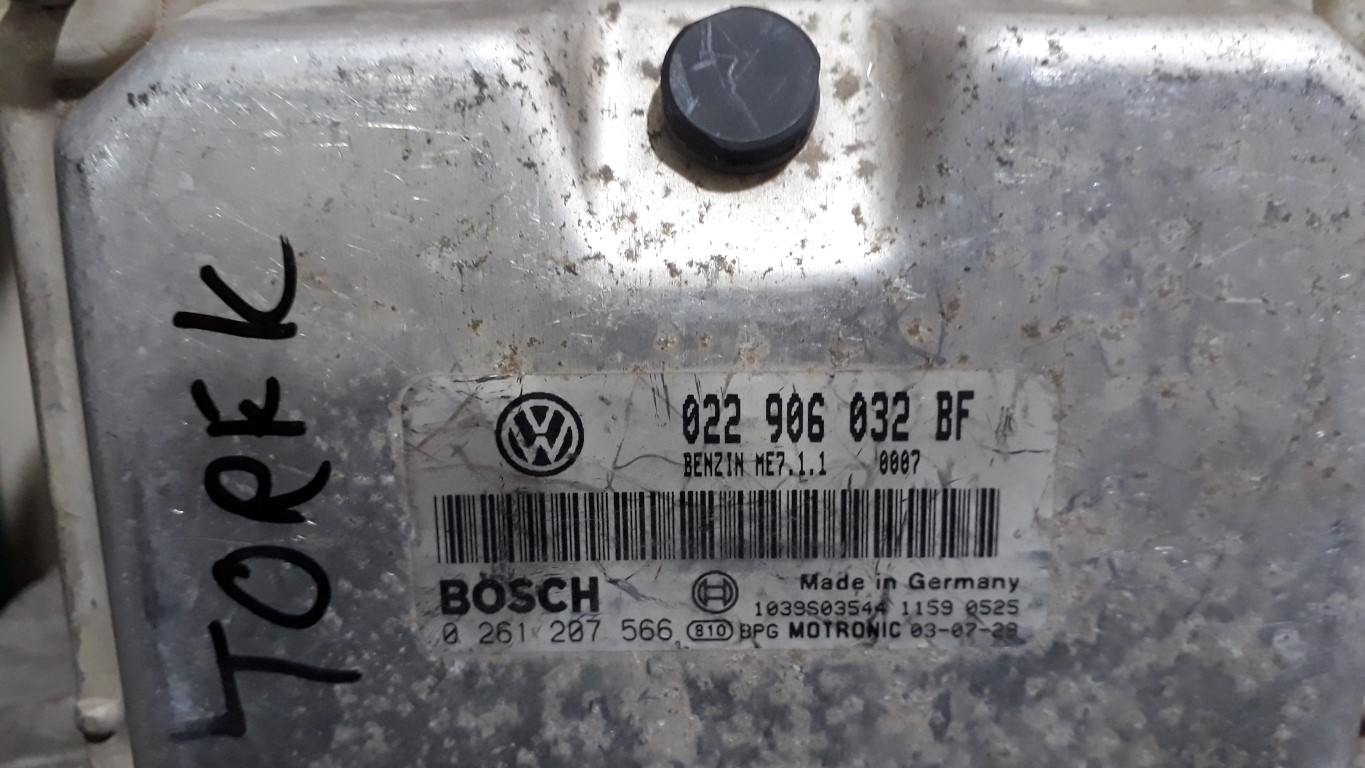 TOREK
022 906 032 BF
BENZIN ME7.1.1 0007
BOSCH
Made in Germany
1039S03544 1159 0525
0 261 207 566 810 BPG MOTRONIC 03-07-28